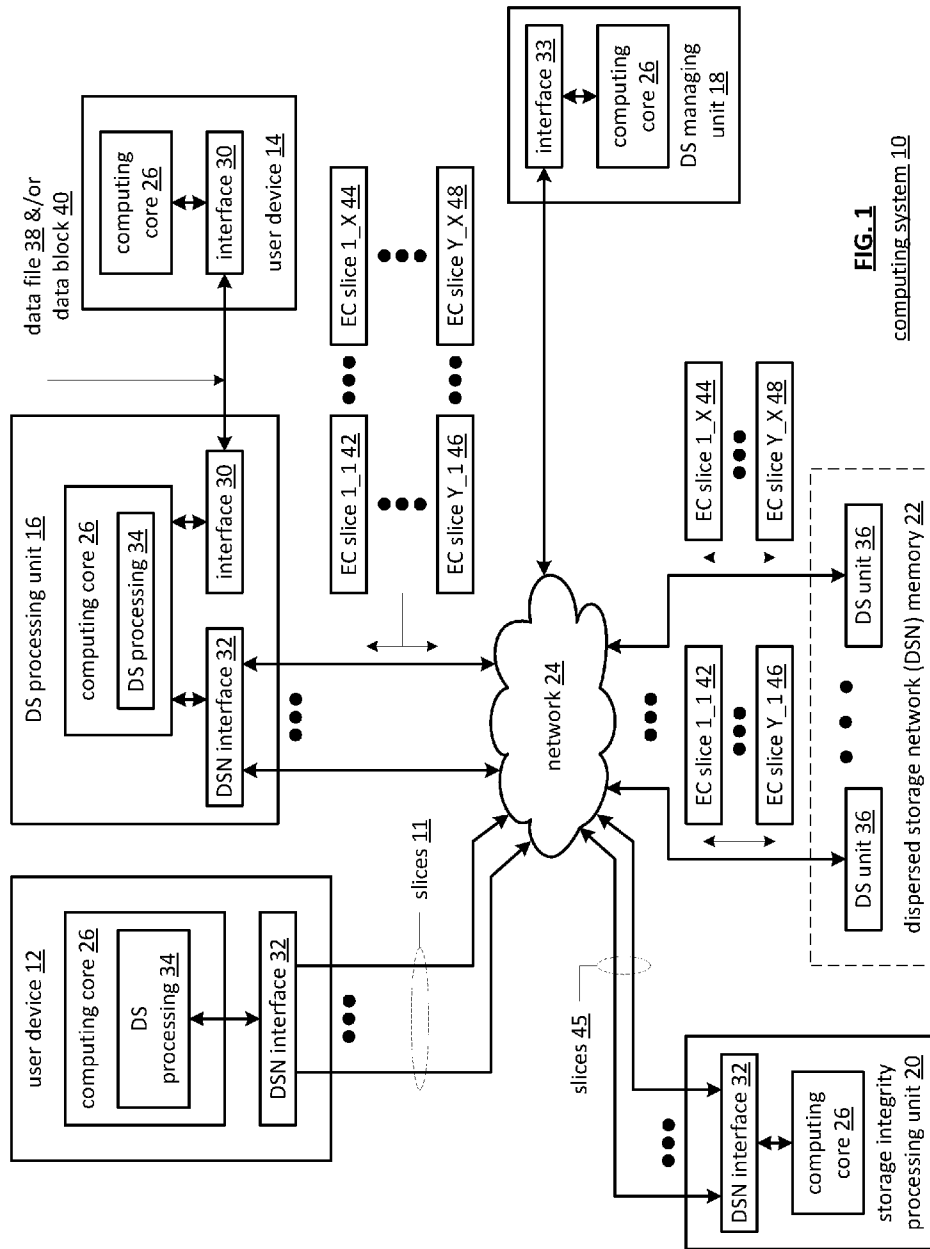 user device 12
computing core 26
DS
processing 34
DSN interface 32
slices 11
DS processing unit 16
computing core 26
DS processing 34
DSN interface 32
interface 30
data file 38 &/or
data block 40
computing
core 26
interface 30
user device 14
EC slice 1_1 42
EC slice 1_X 44
EC slice Y_1 46
EC slice Y_X 48
network 24
interface 33
computing
core 26
DS managing
unit 18
slices 45
DSN interface 32
computing
core 26
storage integrity
processing unit 20
EC slice 1_1 42
EC slice Y_1 46
EC slice 1_X 44
EC slice Y_X 48
DS unit 36
DS unit 36
dispersed storage network (DSN) memory 22
FIG. 1
computing system 10